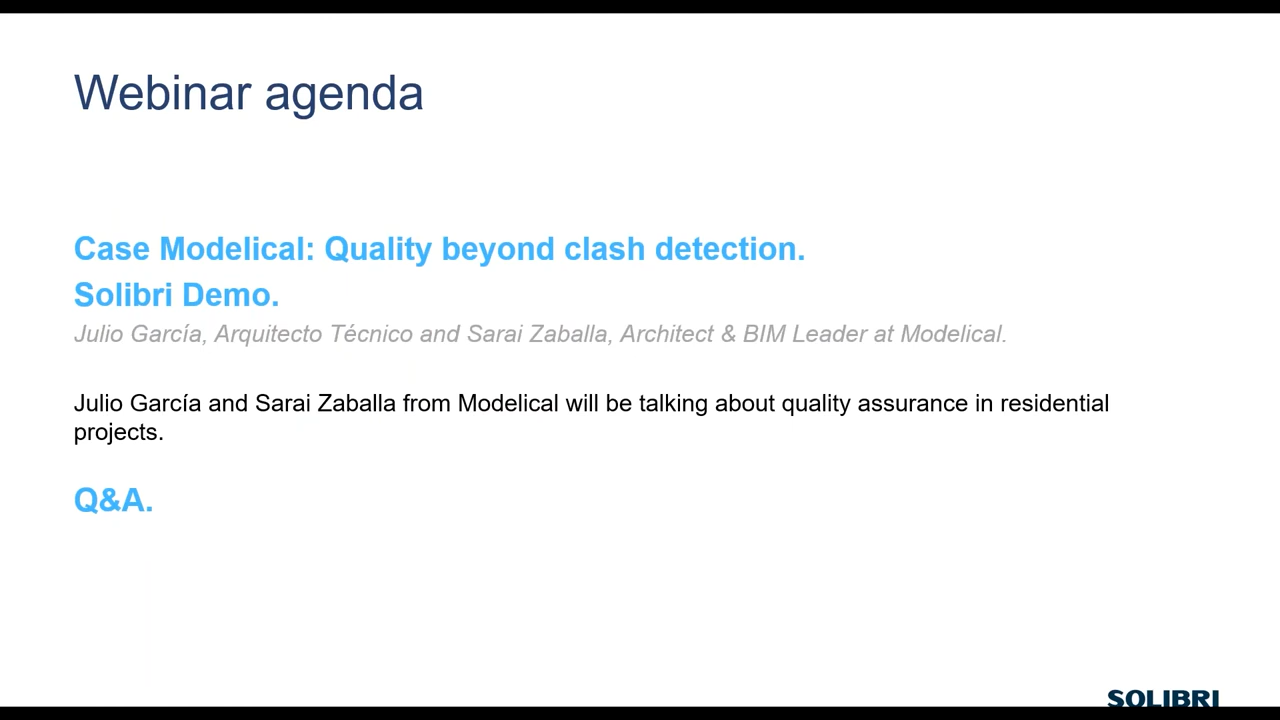 Webinar agenda
Case Modelical: Quality beyond clash detection.
Solibri Demo.
Julio García, Arquitecto Técnico and Sarai Zaballa, Architect & BIM Leader at Modelical.
Julio García and Sarai Zaballa from Modelical will be talking about quality assurance in residential
projects.
Q&A.
SOLIBRI